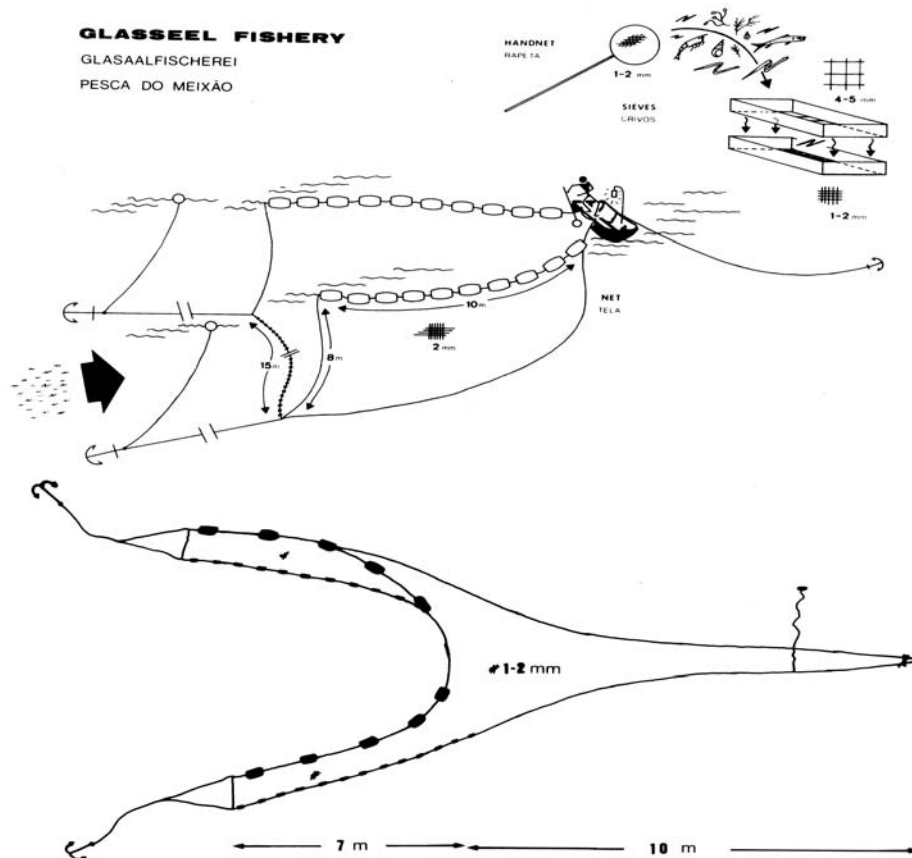 GLASSEEL FISHERY
GLASAALFISCHEREI
PESCA DO MEIXÃO
HANDNET
RAPETA
1-2 mm
SIEVES
CRIVOS
4-5 mm
1-2 mm
10m
NET
TELA
2 mm
15m
8m
# 1-2 mm
7 m
10 m